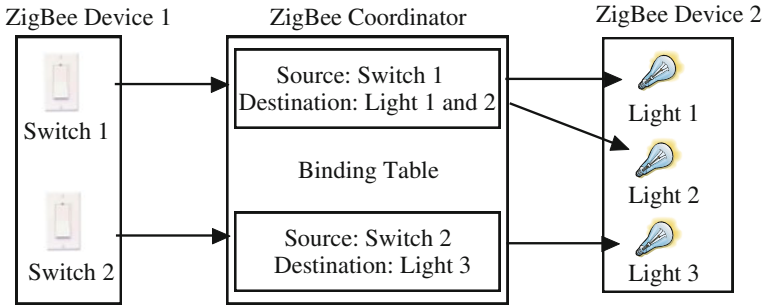 ZigBee Device 1
ZigBee Coordinator
ZigBee Device 2
Switch 1
Switch 2
Source: Switch 1
Destination: Light 1 and 2
Binding Table
Source: Switch 2
Destination: Light 3
Light 1
Light 2
Light 3